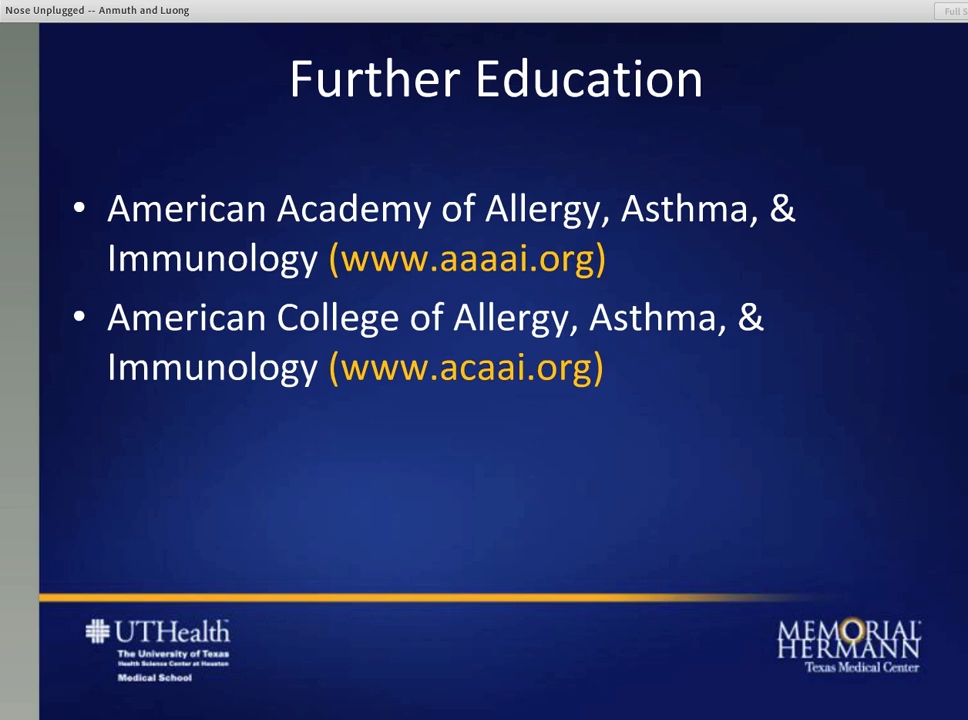 Nose Unplugged -- Anmuth and Luong
Full S
Further Education
• American Academy of Allergy, Asthma, &
Immunology (www.aaaai.org)
• American College of Allergy, Asthma, &
Immunology (www.acaai.org)
UTHealth
The University of Texas
Health Science Center at Houston
Medical School
MEMORIAL
HERMANN
Texas Medical Center